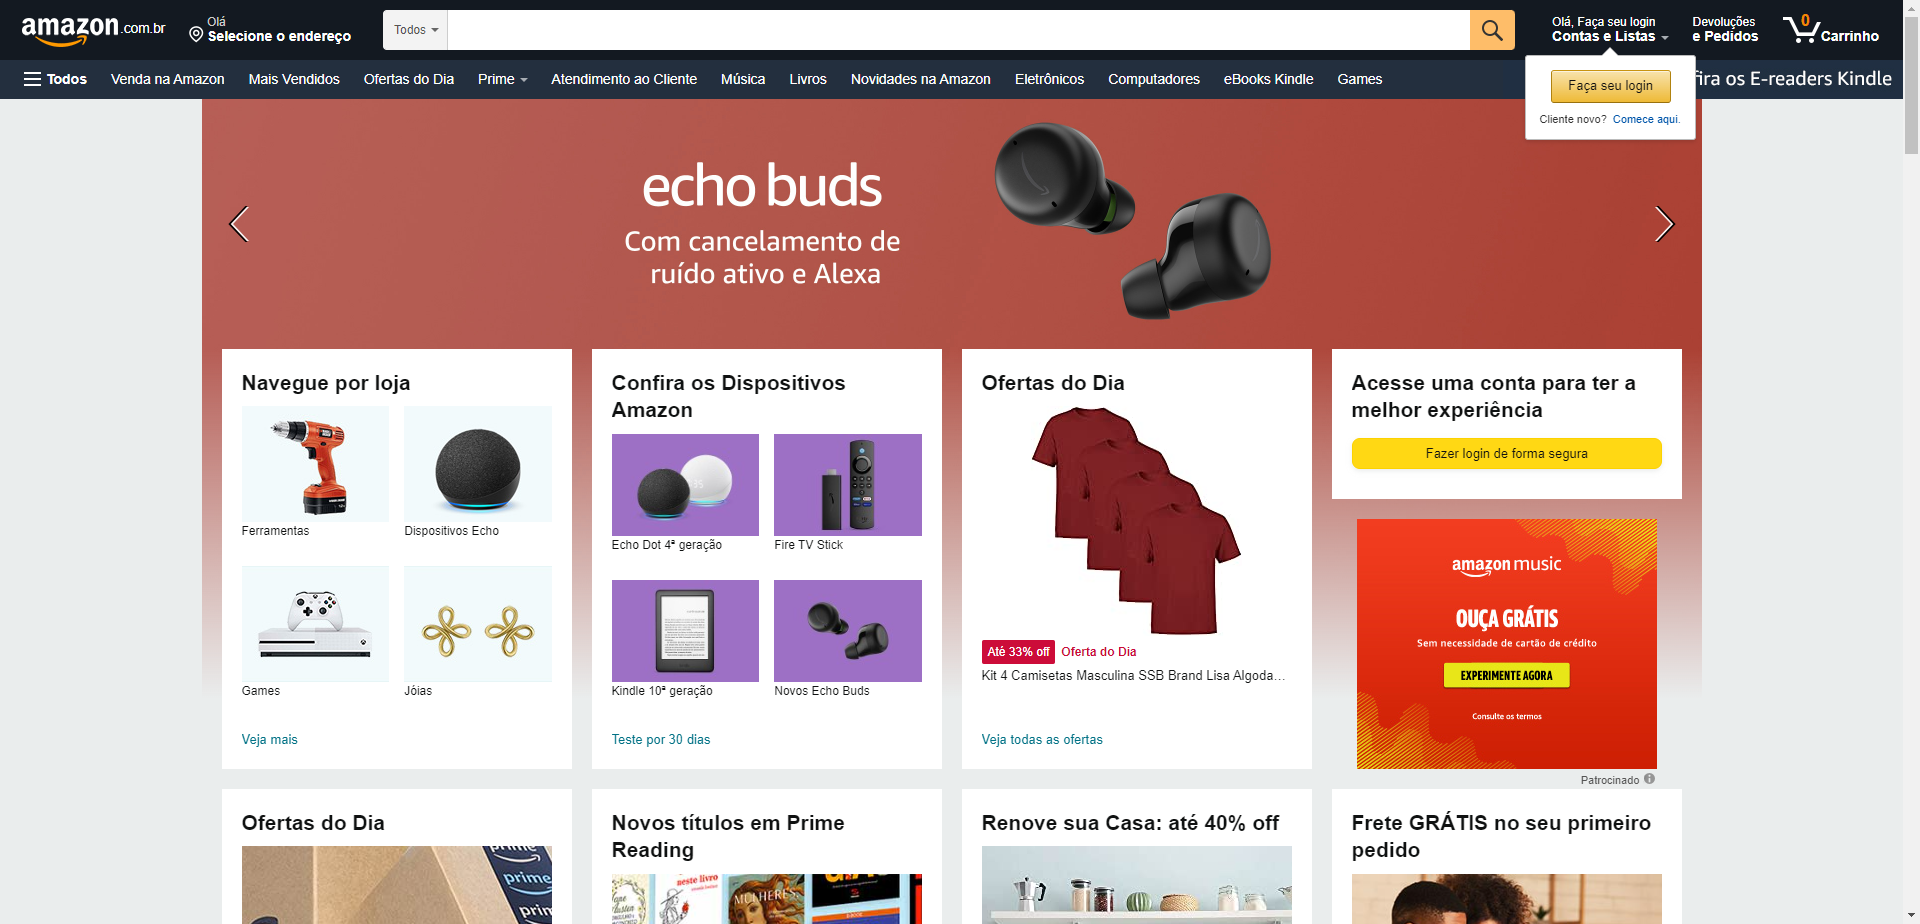 amazon.com.br
Olá
Selecione o endereço
Todos
Olá, Faça seu login
Contas e Listas
Devoluções
e Pedidos
0
Carrinho
Todos
Venda na Amazon
Mais Vendidos
Ofertas do Dia
Prime
Atendimento ao Cliente
Música
Livros
Novidades na Amazon
Eletrônicos
Computadores
eBooks Kindle
Games
fira os E-readers Kindle
Faça seu login
Cliente novo? Comece aqui.
echo buds
Com cancelamento de
ruído ativo e Alexa
Navegue por loja
Ferramentas
Dispositivos Echo
Games
Jóias
Veja mais
Confira os Dispositivos
Amazon
Echo Dot 4ª geração
Fire TV Stick
Kindle 10ª geração
Novos Echo Buds
Teste por 30 dias
Ofertas do Dia
Até 33% off
Oferta do Dia
Kit 4 Camisetas Masculina SSB Brand Lisa Algoda…
Veja todas as ofertas
Acesse uma conta para ter a
melhor experiência
Fazer login de forma segura
amazon music
OUÇA GRÁTIS
Sem necessidade de cartão de crédito
EXPERIMENTE AGORA
Consulte os termos
Patrocinado
Ofertas do Dia
prime
prime
Novos títulos em Prime
Reading
neste livro
MULHERES
Renove sua Casa: até 40% off
Frete GRÁTIS no seu primeiro
pedido